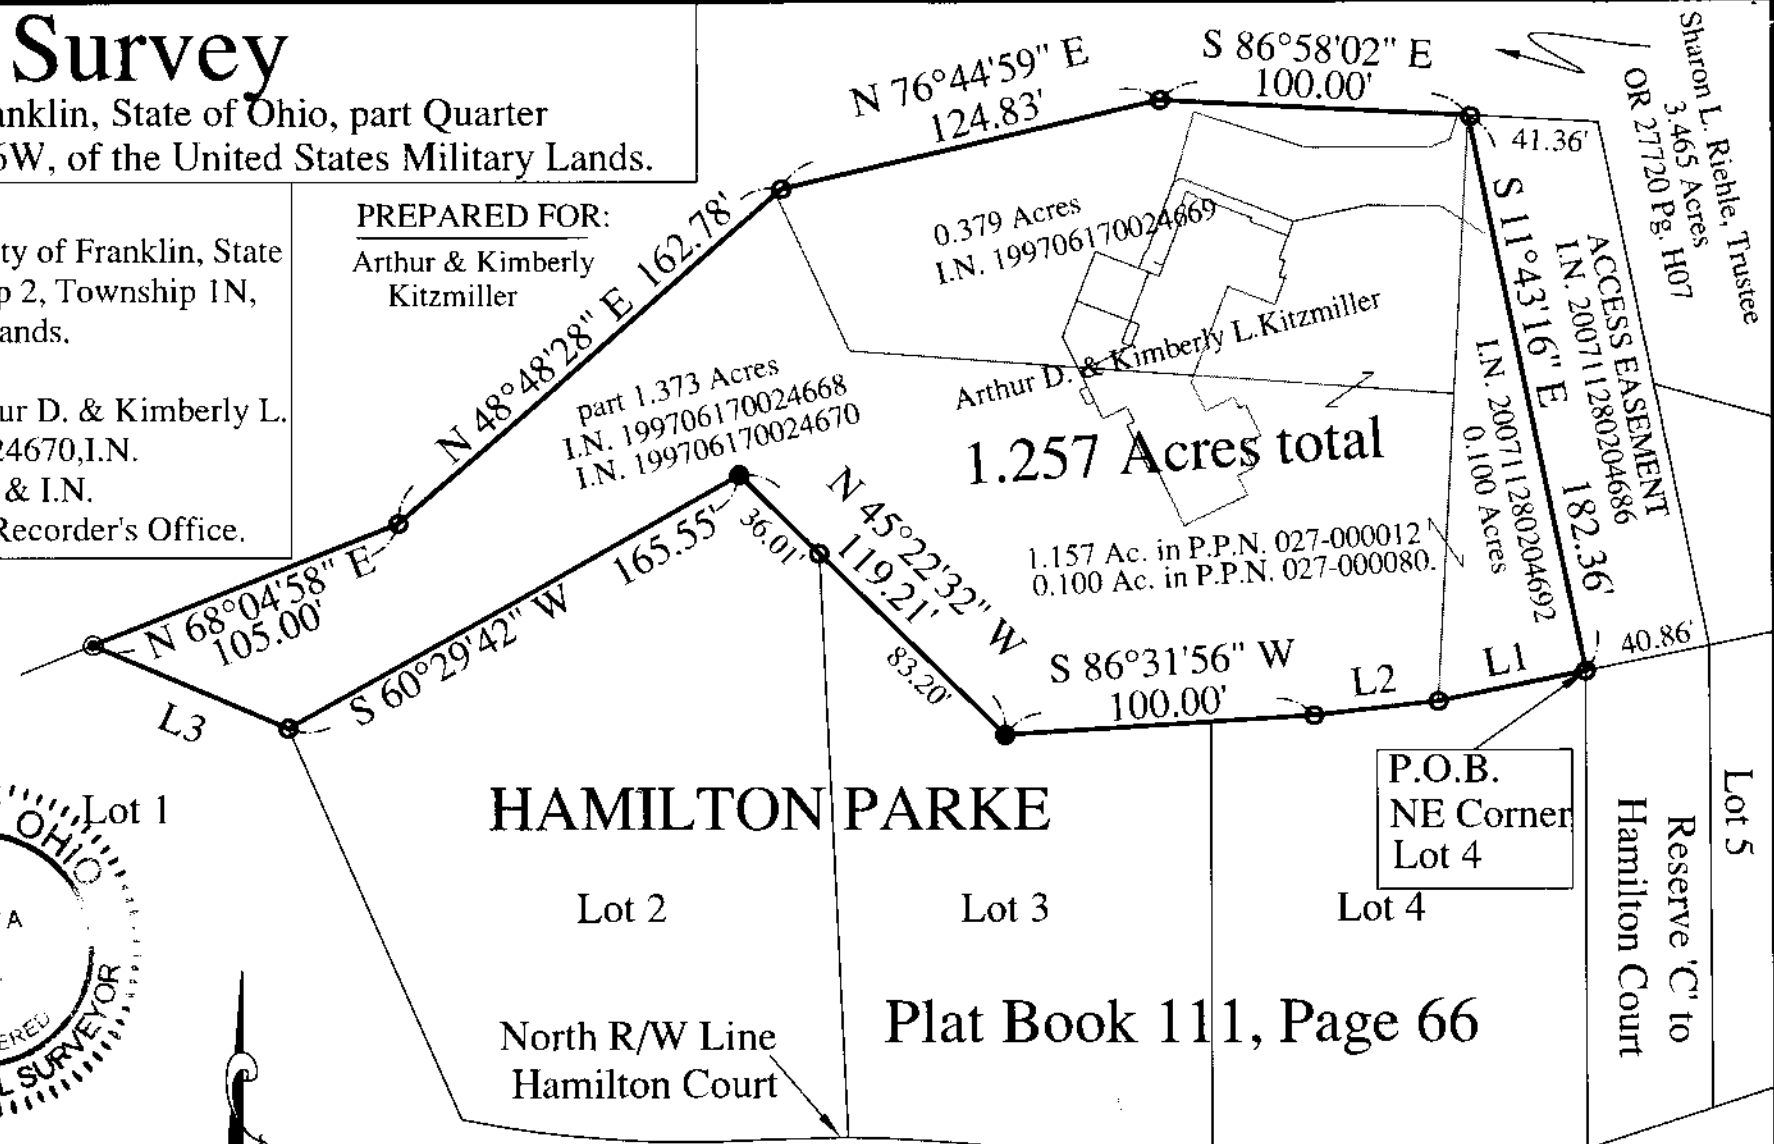 Survey
anklin, State of Ohio, part Quarter
6W, of the United States Military Lands.
ty of Franklin, State
p 2, Township 1N,
ands.
ur D. & Kimberly L.
24670,I.N.
& I.N.
Recorder's Office.
PREPARED FOR:
Arthur & Kimberly
Kitzmiller
N 76°44'59" E
124.83'
S 86°58'02" E
100.00'
Sharon L. Riehle, Trustee
3.465 Acres
OR 27720 Pg. H07
41.36'
N 48°48'28" E 162.78'
0.379 Acres
I.N. 199706170024669
S 11°43'16" E 182.36'
ACCESS EASEMENT
I.N. 200711280204686
I.N. 200711280204692
0.100 Acres
Arthur D. & Kimberly L.Kitzmiller
part 1.373 Acres
I.N. 199706170024668
I.N. 199706170024670
1.257 Acres total
1.157 Ac. in P.P.N. 027-000012
0.100 Ac. in P.P.N. 027-000080.
N 45°22'32" W
119.21'
36.01'
83.20'
N 68°04'58" E
105.00'
S 60°29'42" W 165.55'
S 86°31'56" W
100.00'
L2
L1
40.86'
L3
P.O.B.
NE Corner
Lot 4
Lot 1
HAMILTON PARKE
Lot 2
Lot 3
Lot 4
Lot 5
Reserve 'C' to
Hamilton Court
Plat Book 111, Page 66
North R/W Line
Hamilton Court
OHIO
A
ERED
L SURVEYOR